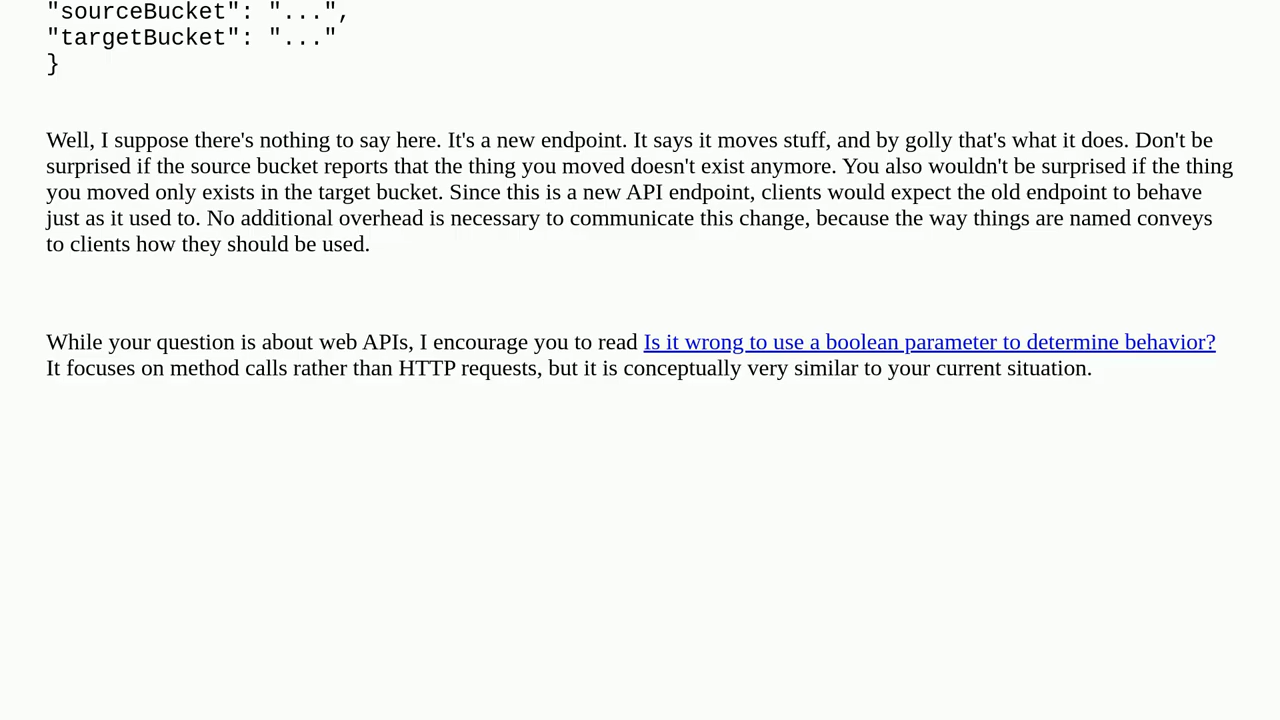 "sourceBucket": "...",
"targetBucket": "..."
}
Well, I suppose there's nothing to say here. It's a new endpoint. It says it moves stuff, and by golly that's what it does. Don't be
surprised if the source bucket reports that the thing you moved doesn't exist anymore. You also wouldn't be surprised if the thing
you moved only exists in the target bucket. Since this is a new API endpoint, clients would expect the old endpoint to behave
just as it used to. No additional overhead is necessary to communicate this change, because the way things are named conveys
to clients how they should be used.
While your question is about web APIs, I encourage you to read Is it wrong to use a boolean parameter to determine behavior?
It focuses on method calls rather than HTTP requests, but it is conceptually very similar to your current situation.